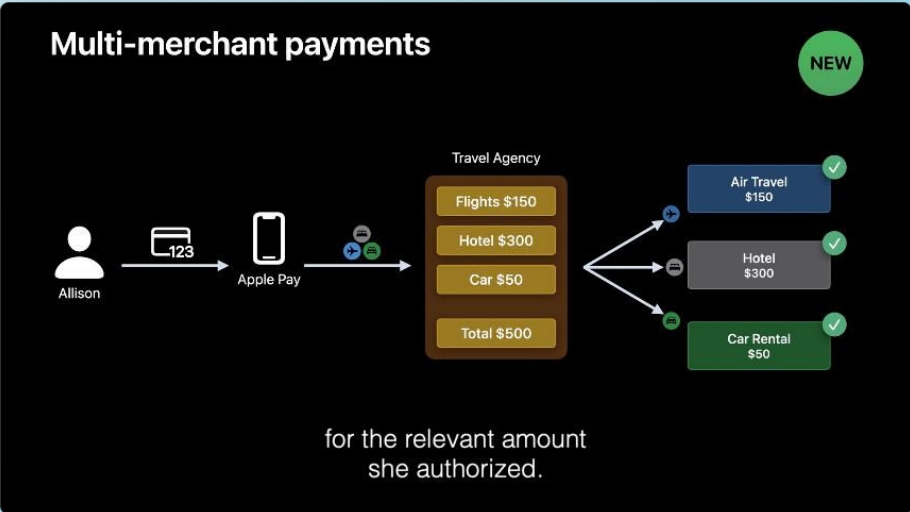 Multi-merchant payments
NEW
Travel Agency
Flights $150
Hotel $300
Car $50
Total $500
123
Allison
Apple Pay
Air Travel
$150
Hotel
$300
Car Rental
$50
for the relevant amount
she authorized.